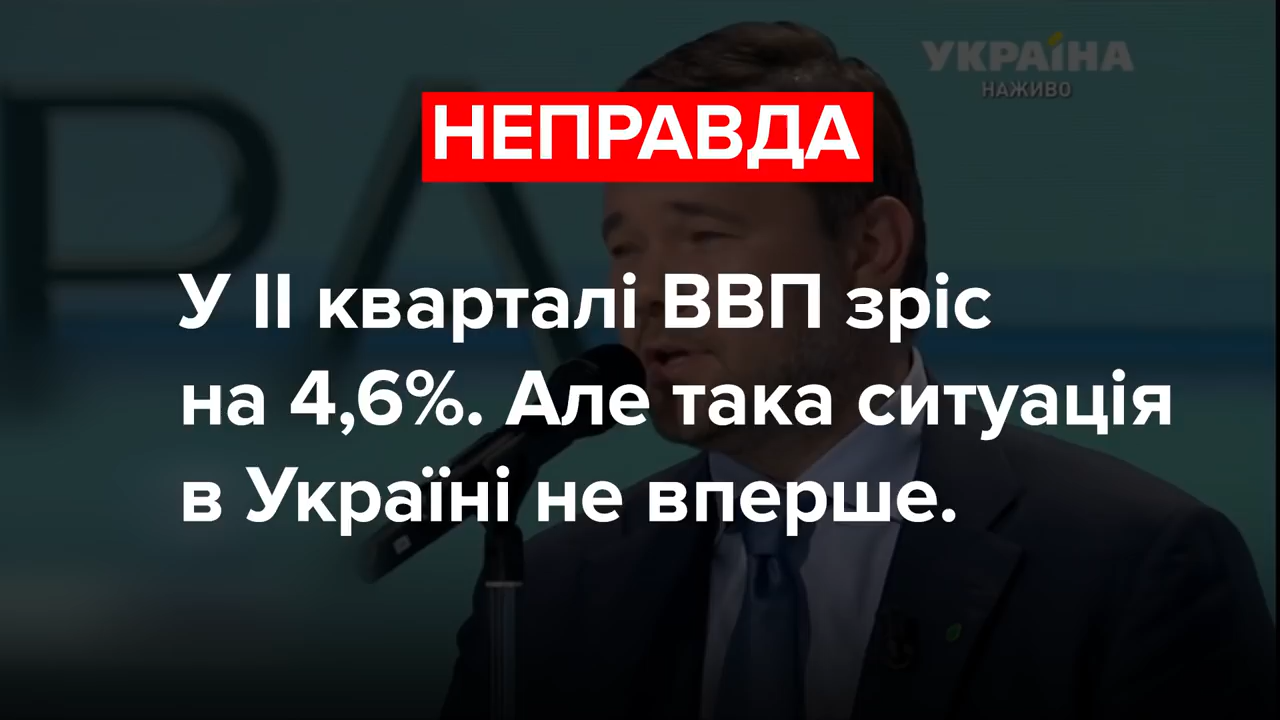 УКРАЇНА
НАЖИВО
НЕПРАВДА
У II кварталі ВВП зріс
на 4,6%. Але така ситуація
в Україні не вперше.